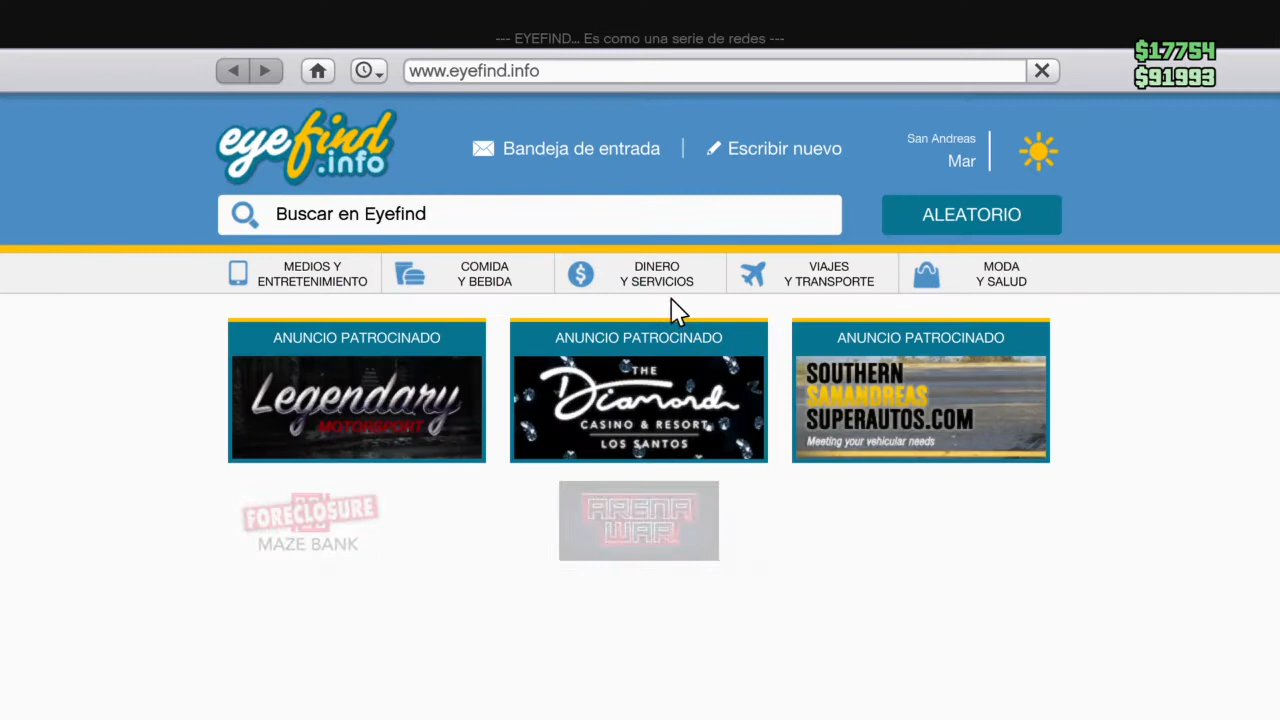 --- EYEFIND... Es como una serie de redes ---
$17754
$91993
www.eyefind.info
eyefind
.info
Bandeja de entrada
Escribir nuevo
San Andreas
Mar
Buscar en Eyefind
ALEATORIO
MEDIOS Y
ENTRETENIMIENTO
COMIDA
Y BEBIDA
DINERO
Y SERVICIOS
VIAJES
Y TRANSPORTE
MODA
Y SALUD
ANUNCIO PATROCINADO
Legendary
MOTORSPORT
ANUNCIO PATROCINADO
THE
Diamond
CASINO & RESORT
LOS SANTOS
ANUNCIO PATROCINADO
SOUTHERN
SANANDREAS
SUPERAUTOS.COM
Meeting your vehicular needs
FORECLOSURE
MAZE BANK
ARENA
WAR